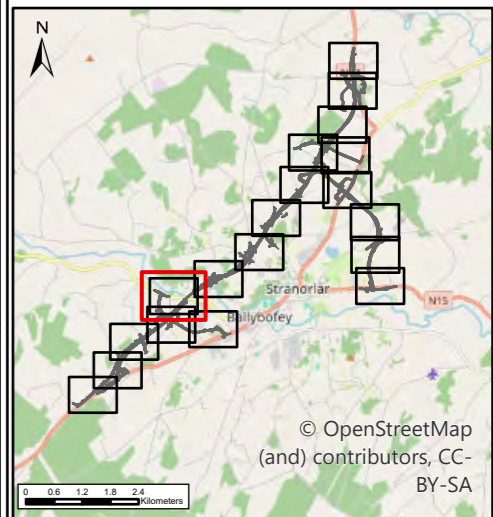 N
Stranorlar
N15
Ballybofey
© OpenStreetMap
(and) contributors, CC-
BY-SA
0 0.6 1.2 1.8 2.4
Kilometers